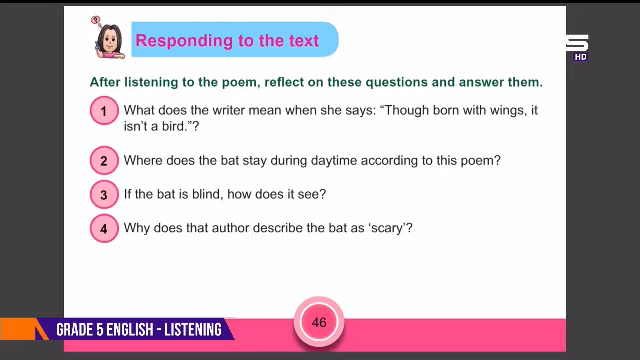 S
HD
?
Responding to the text
After listening to the poem, reflect on these questions and answer them.
1 What does the writer mean when she says: “Though born with wings, it
isn’t a bird.”?
2 Where does the bat stay during daytime according to this poem?
3 If the bat is blind, how does it see?
4 Why does that author describe the bat as ‘scary’?
46
GRADE 5 ENGLISH - LISTENING